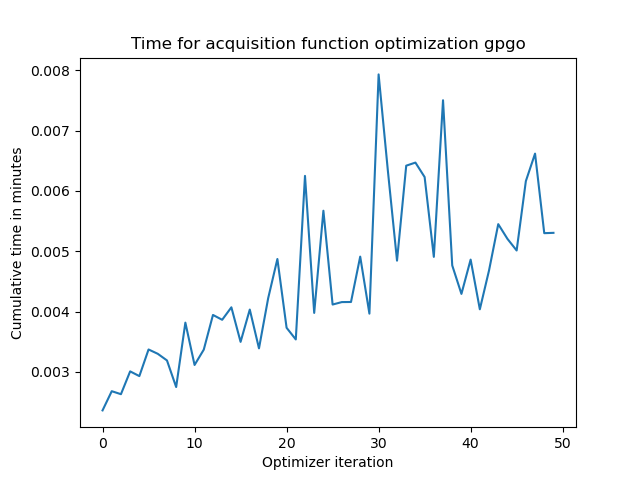 Time for acquisition function optimization gpgo
0.008
0.007
0.006
0.005
0.004
0.003
Cumulative time in minutes
0 10 20 30 40 50
Optimizer iteration